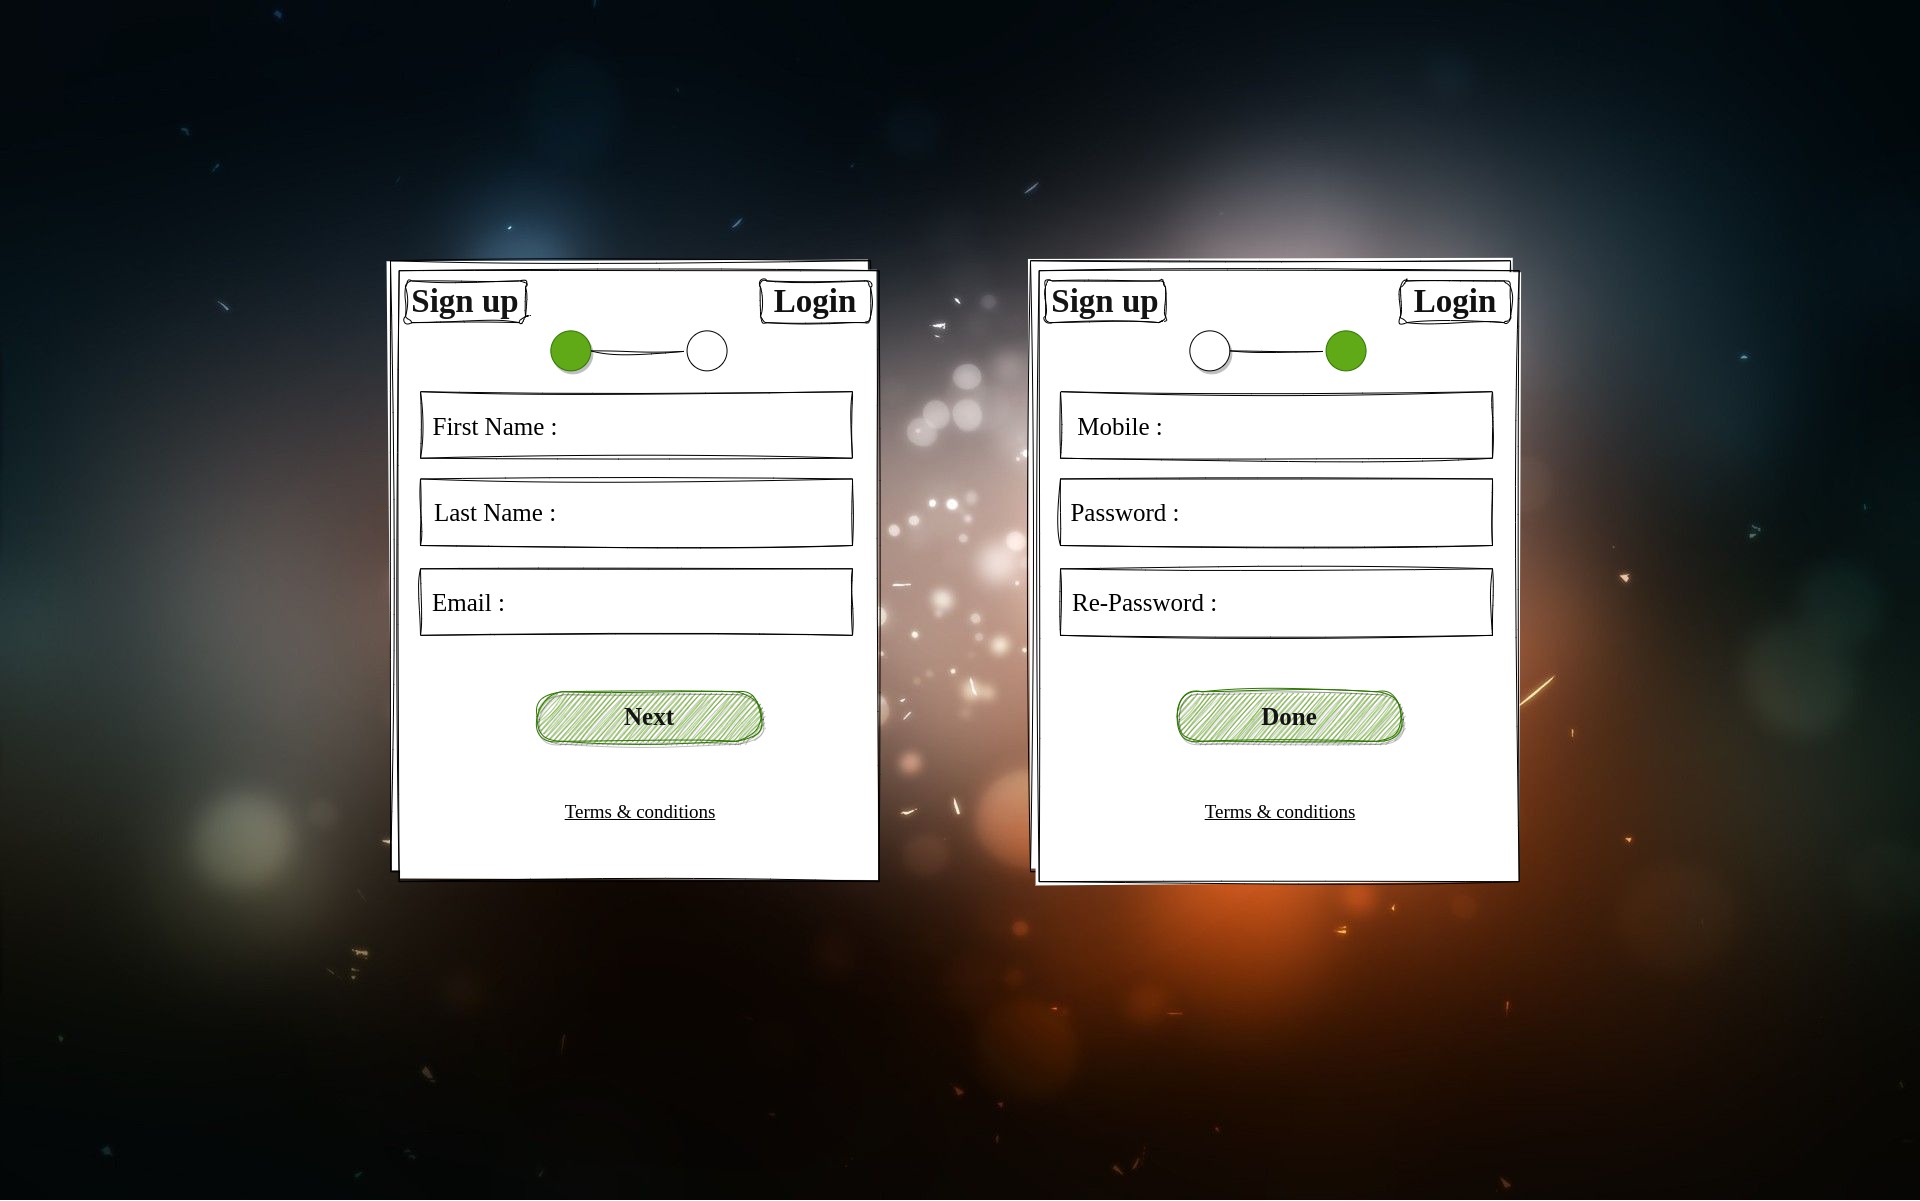 Sign up
Login
First Name :
Last Name :
Email :
Next
Terms & conditions
Sign up
Login
Mobile :
Password :
Re-Password :
Done
Terms & conditions